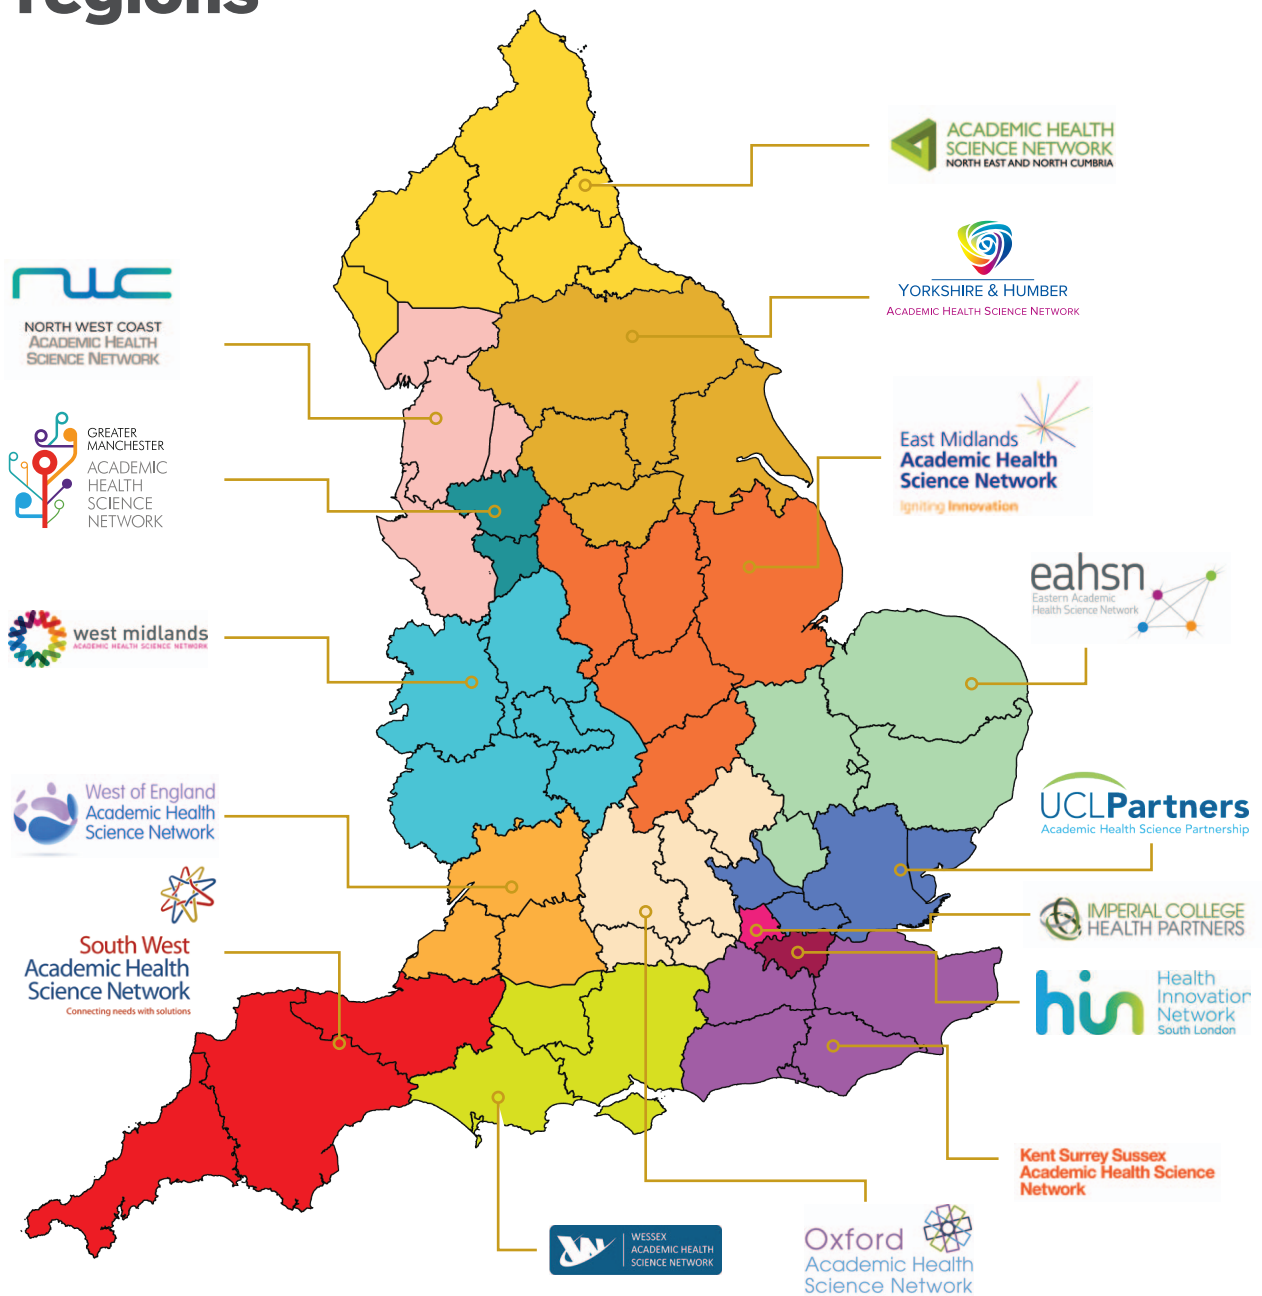 regions
ACADEMIC HEALTH
SCIENCE NETWORK
NORTH EAST AND NORTH CUMBRIA
YORKSHIRE & HUMBER
ACADEMIC HEALTH SCIENCE NETWORK
nwc
NORTH WEST COAST
ACADEMIC HEALTH
SCIENCE NETWORK
East Midlands
Academic Health
Science Network
Igniting Innovation
GREATER
MANCHESTER
ACADEMIC
HEALTH
SCIENCE
NETWORK
eahsn
Eastern Academic
Health Science Network
west midlands
ACADEMIC HEALTH SCIENCE NETWORK
West of England
Academic Health
Science Network
UCLPartners
Academic Health Science Partnership
South West
Academic Health
Science Network
Connecting needs with solutions
IMPERIAL COLLEGE
HEALTH PARTNERS
hin
Health
Innovation
Network
South London
Kent Surrey Sussex
Academic Health Science
Network
WESSEX
ACADEMIC HEALTH
SCIENCE NETWORK
Oxford
Academic Health
Science Network